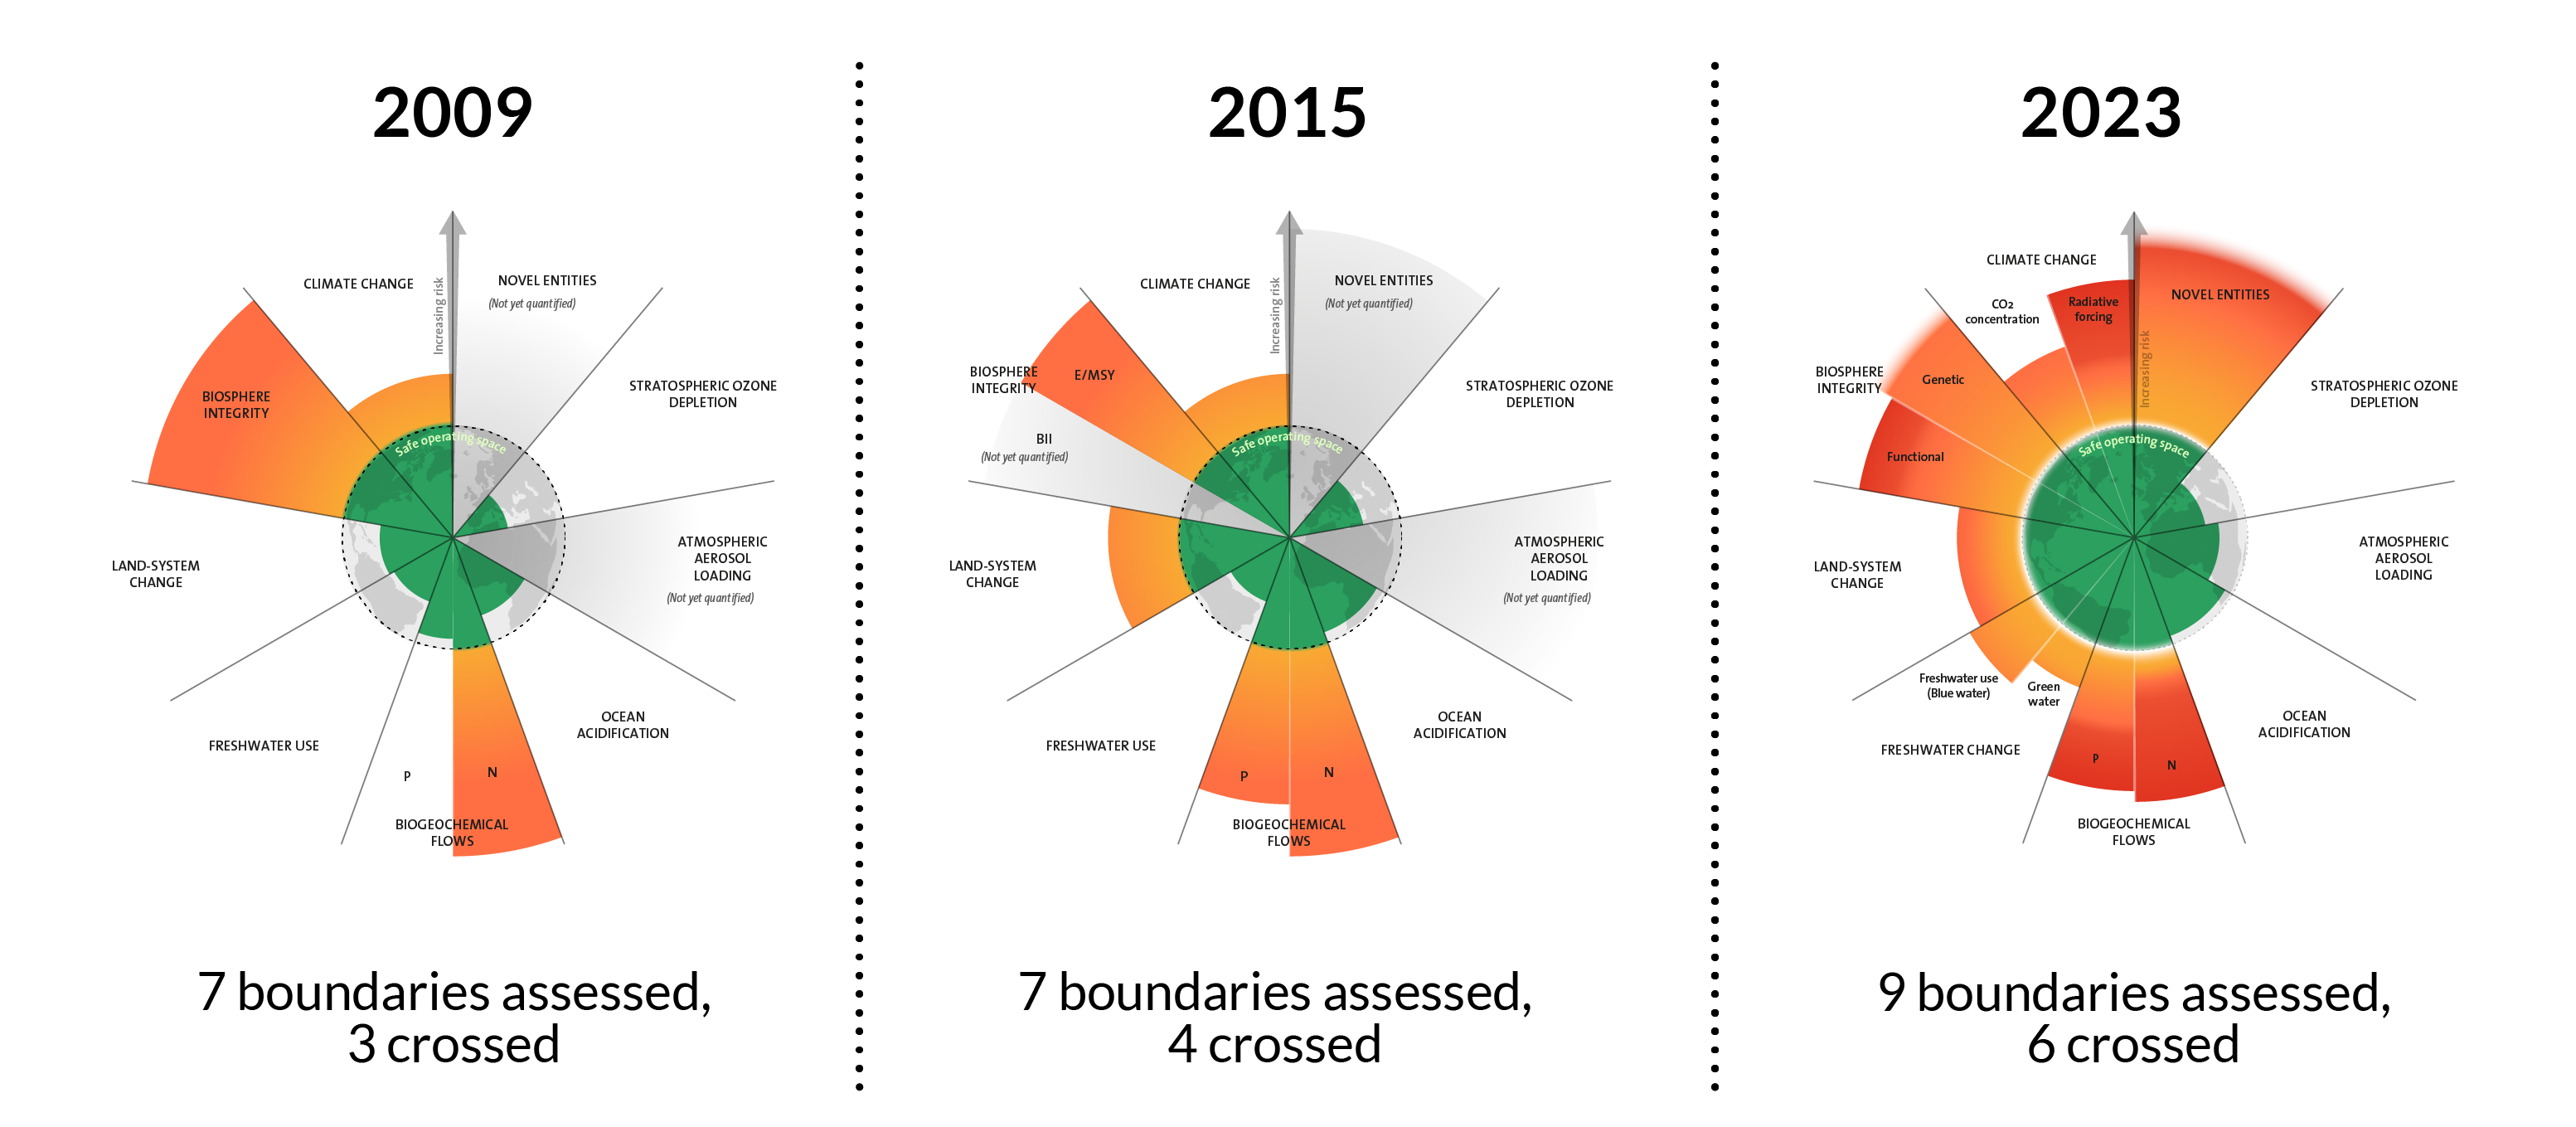 2009
CLIMATE CHANGE
NOVEL ENTITIES
(Not yet quantified)
Increasing risk
STRATOSPHERIC OZONE
DEPLETION
BIOSPHERE
INTEGRITY
Safe operating space
ATMOSPHERIC
AEROSOL
LOADING
(Not yet quantified)
LAND-SYSTEM
CHANGE
OCEAN
ACIDIFICATION
FRESHWATER USE
P
N
BIOGEOCHEMICAL
FLOWS
7 boundaries assessed,
3 crossed
2015
CLIMATE CHANGE
NOVEL ENTITIES
(Not yet quantified)
Increasing risk
BIOSPHERE
INTEGRITY
E/MSY
STRATOSPHERIC OZONE
DEPLETION
BII
(Not yet quantified)
Safe operating space
ATMOSPHERIC
AEROSOL
LOADING
(Not yet quantified)
LAND-SYSTEM
CHANGE
OCEAN
ACIDIFICATION
FRESHWATER USE
P
N
BIOGEOCHEMICAL
FLOWS
7 boundaries assessed,
4 crossed
2023
CLIMATE CHANGE
CO2
concentration
Radiative
forcing
NOVEL ENTITIES
Increasing risk
BIOSPHERE
INTEGRITY
Genetic
STRATOSPHERIC OZONE
DEPLETION
Functional
Safe operating space
ATMOSPHERIC
AEROSOL
LOADING
LAND-SYSTEM
CHANGE
Freshwater use
(Blue water)
Green
water
OCEAN
ACIDIFICATION
FRESHWATER CHANGE
P
N
BIOGEOCHEMICAL
FLOWS
9 boundaries assessed,
6 crossed